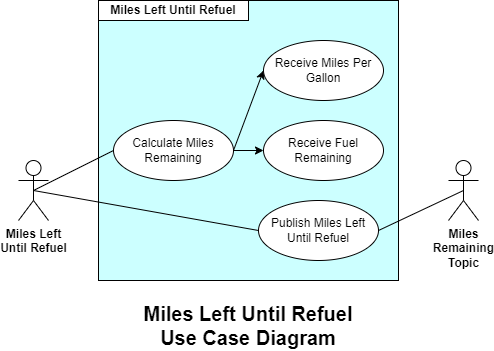 Miles Left Until Refuel
Receive Miles Per
Gallon
Calculate Miles
Remaining
Receive Fuel
Remaining
Publish Miles Left
Until Refuel
Miles Left
Until Refuel
Miles
Remaining
Topic
Miles Left Until Refuel
Use Case Diagram